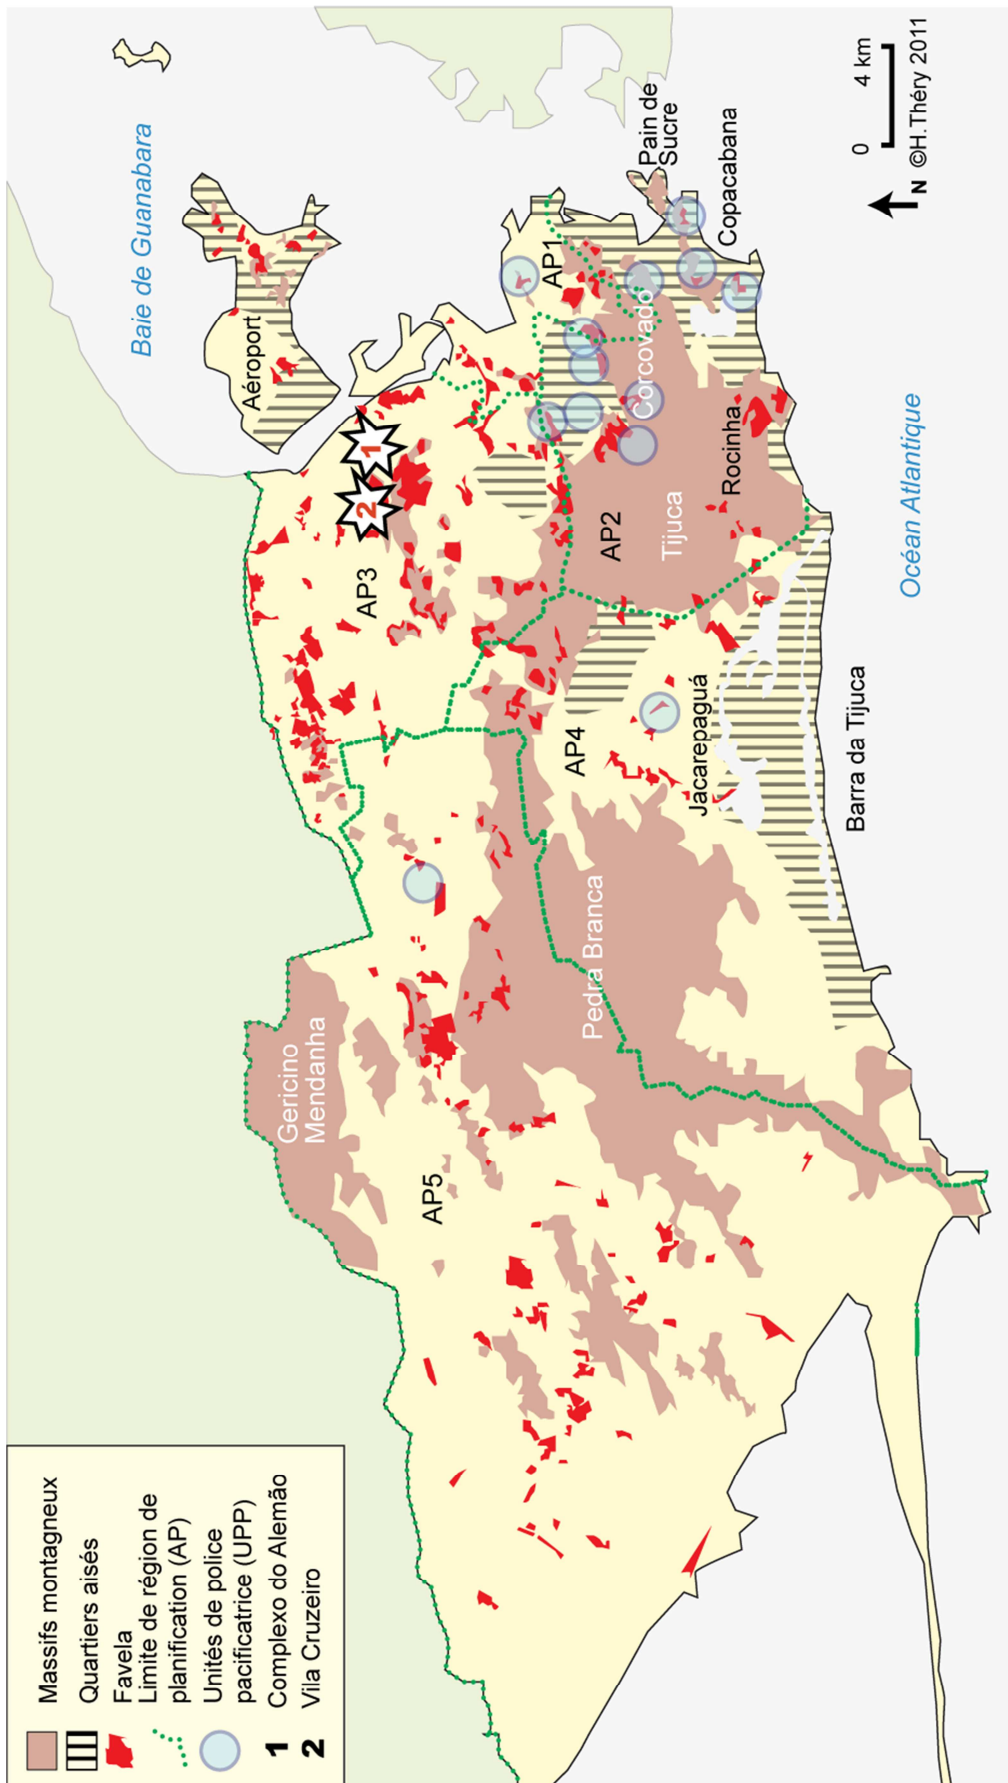 Massifs montagneux
Quartiers aisés
Favela
Limite de région de
planification (AP)
Unités de police
pacificatrice (UPP)
1 Complexo do Alemão
2 Vila Cruzeiro
Gericino
Mendanha
AP5
Pedra Branca
AP4
Jacarepaguá
Barra da Tijuca
AP3
2
1
Aéroport
Baie de Guanabara
AP2
Tijuca
Rocinha
Corcovado
AP1
Pain de
Sucre
Copacabana
Océan Atlantique
0 4 km
N ©H.Théry 2011